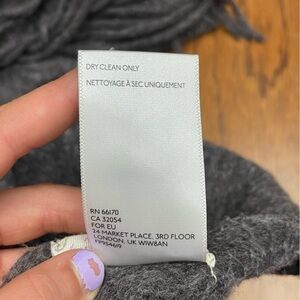 DRY CLEAN ONLY
NETTOYAGE À SEC UNIQUEMENT
RN 66170
CA 32054
FOR EU
24 MARKET PLACE, 3RD FLOOR
LONDON, UK W1W8AN